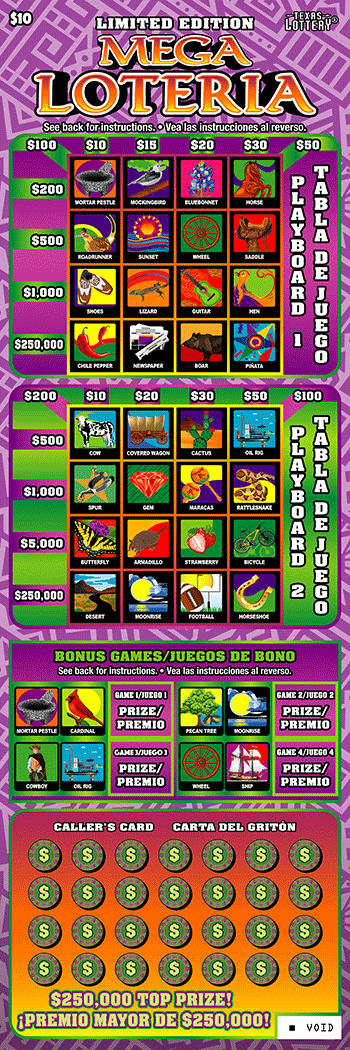 $10
LIMITED EDITION
TEXAS LOTTERY®
MEGA
LOTERIA
See back for instructions. • Vea las instrucciones al reverso.
$100 $10 $15 $20 $30 $50
$200
MORTAR PESTLE MOCKINGBIRD BLUEBONNET HORSE
$500
ROADRUNNER SUNSET WHEEL SADDLE
$1,000
SHOES LIZARD GUITAR HEN
$250,000
CHILE PEPPER NEWSPAPER BOAR PIÑATA
PLAYBOARD 1
TABLA DE JUEGO
$200 $10 $20 $30 $50 $100
$500
COW COVERED WAGON CACTUS OIL RIG
$1,000
SPUR GEM MARACAS RATTLESNAKE
$5,000
BUTTERFLY ARMADILLO STRAWBERRY BICYCLE
$250,000
DESERT MOONRISE FOOTBALL HORSESHOE
PLAYBOARD 2
TABLA DE JUEGO
BONUS GAMES/JUEGOS DE BONO
See back for instructions. • Vea las instrucciones al reverso.
MORTAR PESTLE CARDINAL
GAME 1/JUEGO 1
PRIZE/
PREMIO
PECAN TREE MOONRISE
GAME 2/JUEGO 2
PRIZE/
PREMIO
COWBOY OIL RIG
GAME 3/JUEGO 3
PRIZE/
PREMIO
WHEEL SHIP
GAME 4/JUEGO 4
PRIZE/
PREMIO
CALLER'S CARD CARTA DEL GRITÓN
$ $ $ $ $ $ $
$ $ $ $ $ $ $
$ $ $ $ $ $ $
$ $ $ $ $ $ $
$250,000 TOP PRIZE!
¡PREMIO MAYOR DE $250,000!
VOID